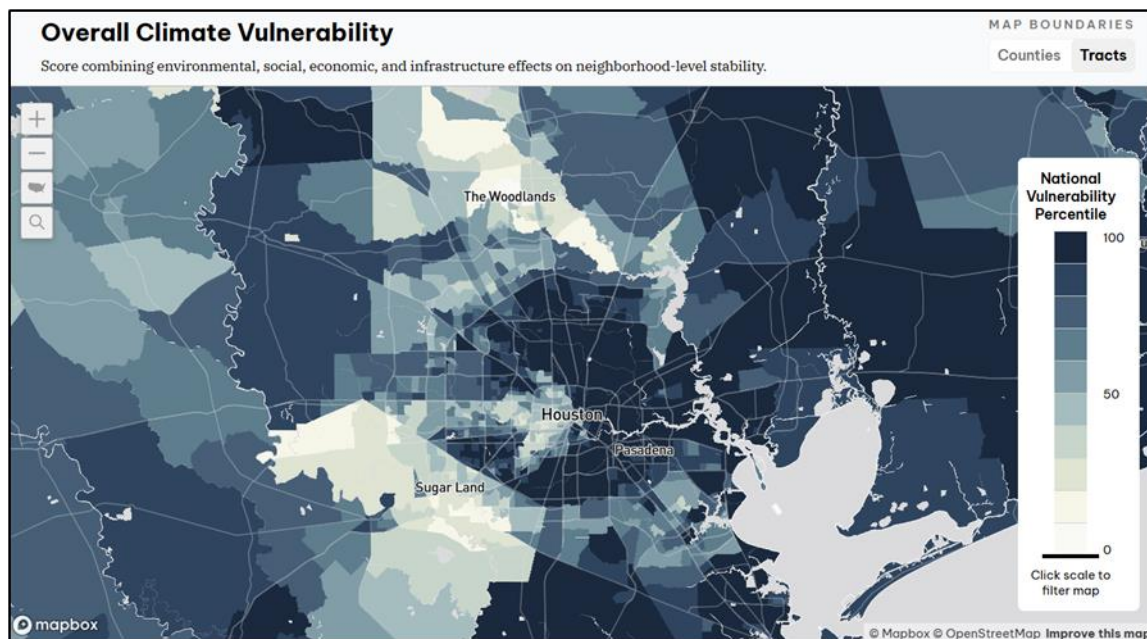 Overall Climate Vulnerability
Score combining environmental, social, economic, and infrastructure effects on neighborhood-level stability.
MAP BOUNDARIES
Counties Tracts
The Woodlands
Houston
Pasadena
Sugar Land
National
Vulnerability
Percentile
100
50
0
Click scale to
filter map
mapbox
© Mapbox © OpenStreetMap Improve this map